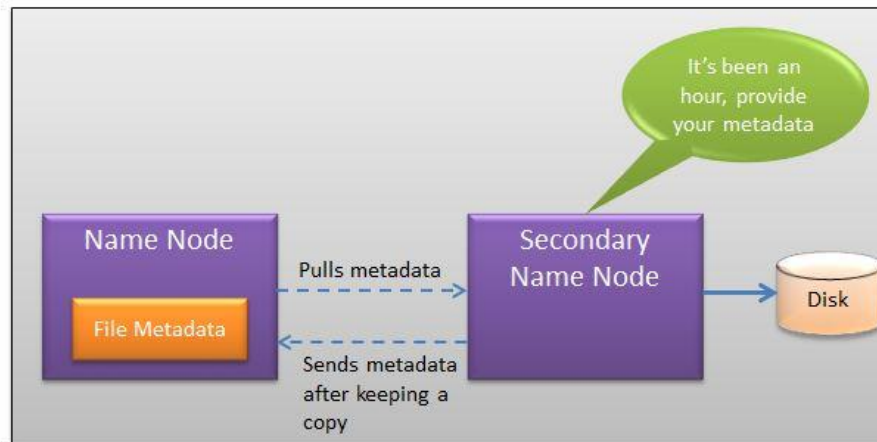 It's been an
hour, provide
your metadata
Name Node
File Metadata
Pulls metadata
Sends metadata
after keeping a
copy
Secondary
Name Node
Disk